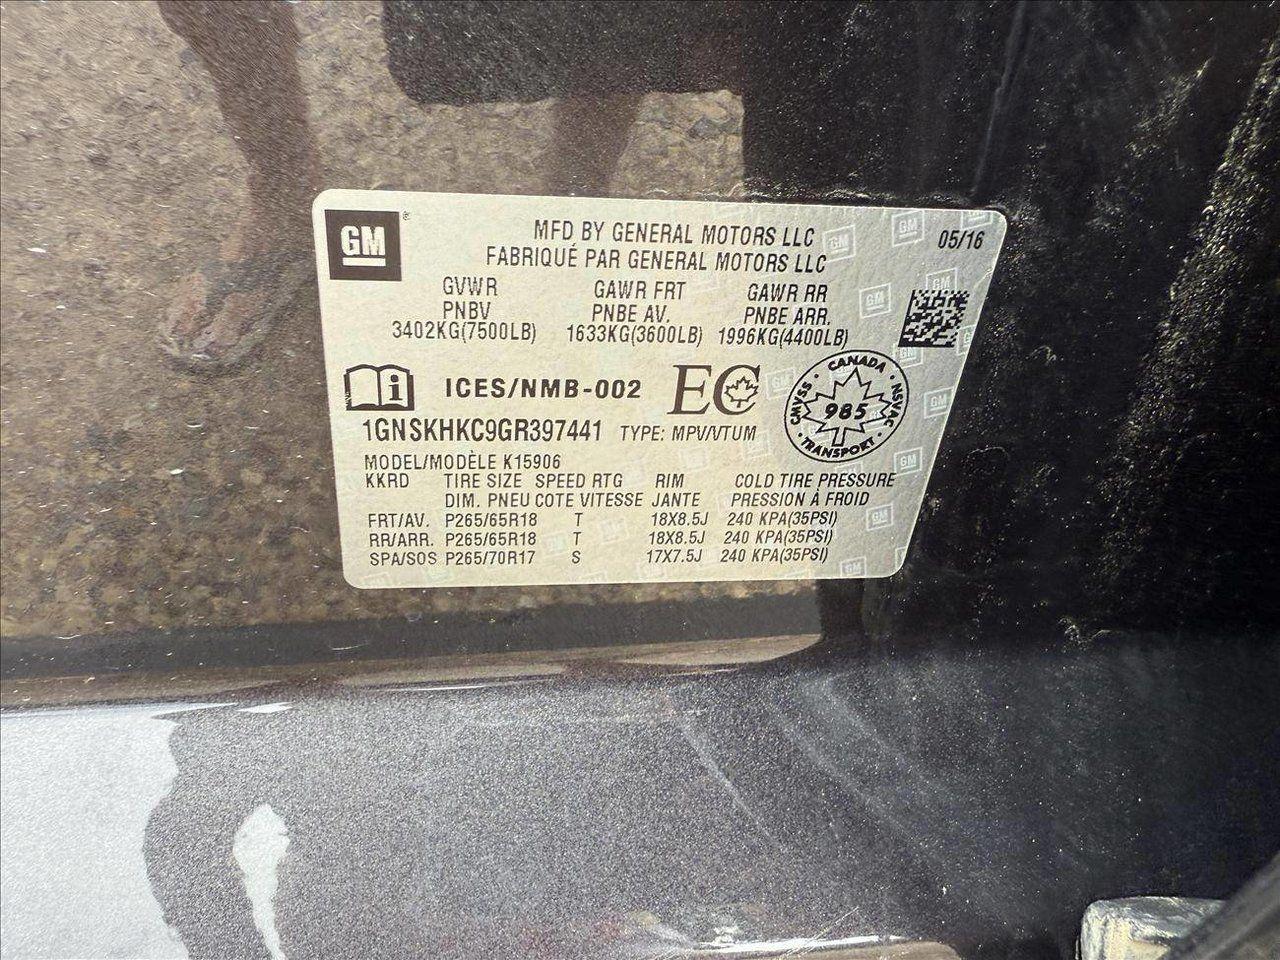 GM
MFD BY GENERAL MOTORS LLC
FABRIQUÉ PAR GENERAL MOTORS LLC
05/16
GVWR GAWR FRT GAWR RR
PNBV PNBE AV. PNBE ARR.
3402KG(7500LB) 1633KG(3600LB) 1996KG(4400LB)
i ICES/NMB-002 EC
CANADA
CMVSS • NSVAC
985
TRANSPORT
1GNSKHKC9GR397441 TYPE: MPV/VTUM
MODEL/MODÈLE K15906
KKRD TIRE SIZE SPEED RTG RIM COLD TIRE PRESSURE
DIM. PNEU COTE VITESSE JANTE PRESSION À FROID
FRT/AV. P265/65R18 T 18X8.5J 240 KPA(35PSI)
RR/ARR. P265/65R18 T 18X8.5J 240 KPA(35PSI)
SPA/SOS P265/70R17 S 17X7.5J 240 KPA(35PSI)